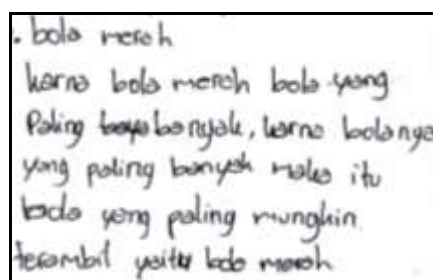 . bola merah
karna bola merah bola yang
Paling banyak, karna bolanya
yang paling banyak maka itu
bola yang paling mungkin
terambil yaitu bola merah